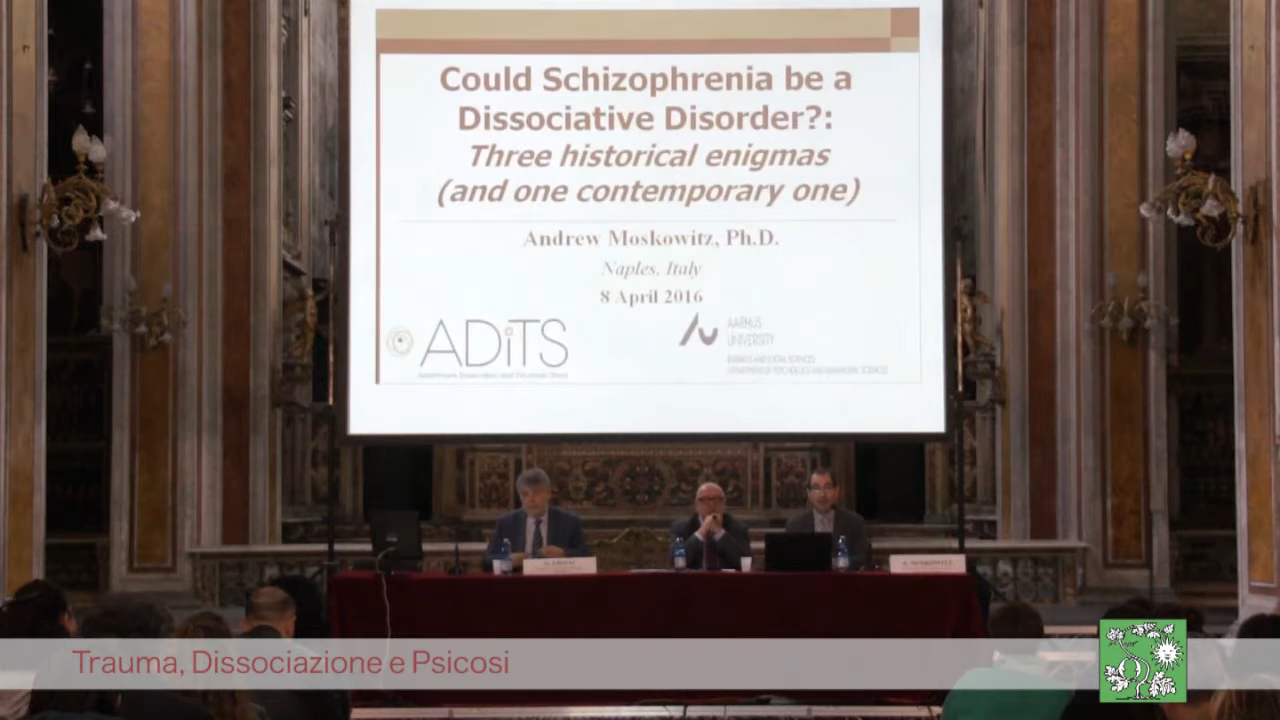 Could Schizophrenia be a
Dissociative Disorder?:
Three historical enigmas
(and one contemporary one)
Andrew Moskowitz, Ph.D.
Naples, Italy
8 April 2016
ADiTS
AARHUS
UNIVERSITY
Trauma, Dissociazione e Psicosi